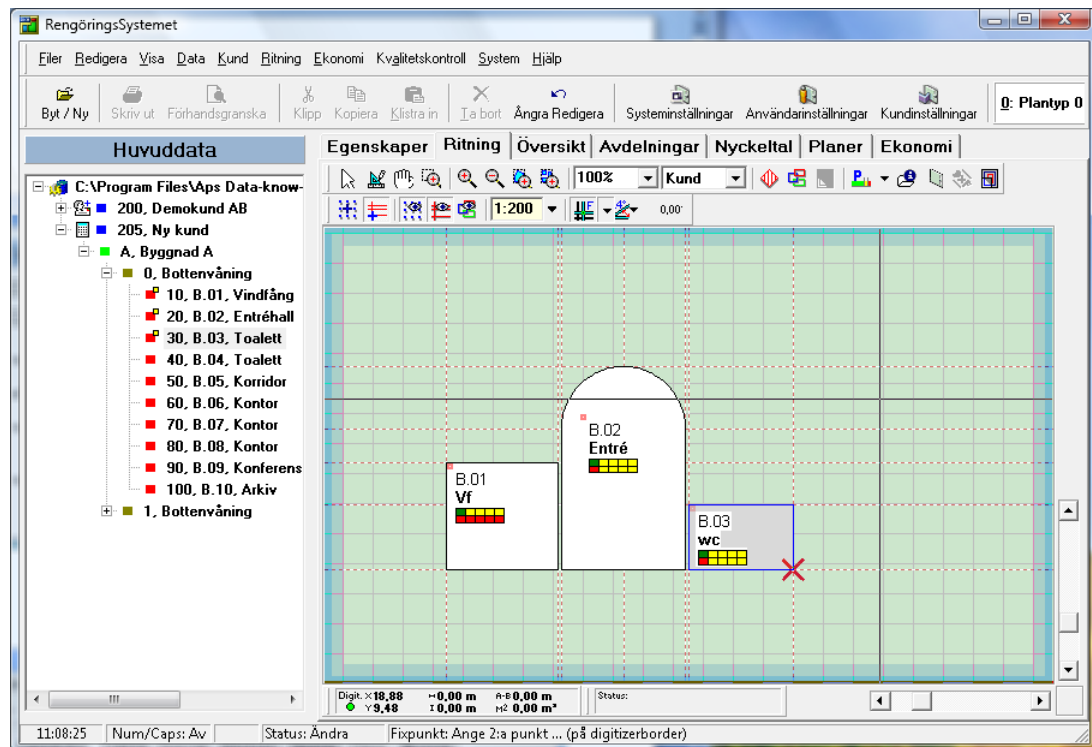 RengöringsSystemet
Filer Redigera Visa Data Kund Ritning Ekonomi Kvalitetskontroll System Hjälp
Byt / Ny Skriv ut Förhandsgranska Klipp Kopiera Klistra in Ta bort Ångra Redigera Systeminställningar Användarinställningar Kundinställningar 0: Plantyp 0
Huvuddata
Egenskaper Ritning Översikt Avdelningar Nyckeltal Planer Ekonomi
100% Kund
1:200 0,00°
C:\Program Files\Aps Data-know-
200, Demokund AB
205, Ny kund
A, Byggnad A
0, Bottenvåning
10, B.01, Vindfång
20, B.02, Entréhall
30, B.03, Toalett
40, B.04, Toalett
50, B.05, Korridor
60, B.06, Kontor
70, B.07, Kontor
80, B.08, Kontor
90, B.09, Konferens
100, B.10, Arkiv
1, Bottenvåning
B.02
Entré
B.01
Vf
B.03
wc
Digit. X 18,88 H 0,00 m A-B 0,00 m Status:
Y 9,48 I 0,00 m M² 0,00 m²
11:08:25 Num/Caps: Av Status: Ändra Fixpunkt: Ange 2:a punkt ... (på digitizerborder)